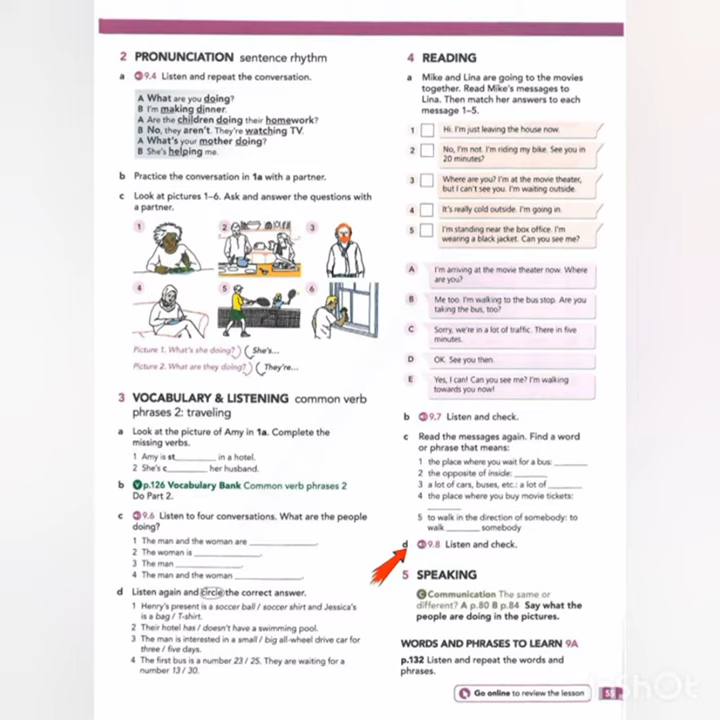 2 PRONUNCIATION sentence rhythm
a 9.4 Listen and repeat the conversation.
A What are you doing?
B I'm making dinner.
A Are the children doing their homework?
B No, they aren't. They're watching TV.
A What's your mother doing?
B She's helping me.
b Practice the conversation in 1a with a partner.
c Look at pictures 1–6. Ask and answer the questions with
a partner.
1
2
3
4
5
6
Picture 1. What's she doing? She's...
Picture 2. What are they doing? They're...
3 VOCABULARY & LISTENING common verb
phrases 2: traveling
a Look at the picture of Amy in 1a. Complete the
missing verbs.
1 Amy is st________ in a hotel.
2 She's c________ her husband.
b V p.126 Vocabulary Bank Common verb phrases 2
Do Part 2.
c 9.6 Listen to four conversations. What are the people
doing?
1 The man and the woman are ____________.
2 The woman is ____________.
3 The man ____________.
4 The man and the woman ____________.
d Listen again and circle the correct answer.
1 Henry's present is a soccer ball / soccer shirt and Jessica's
is a bag / T-shirt.
2 Their hotel has / doesn't have a swimming pool.
3 The man is interested in a small / big all-wheel drive car for
three / five days.
4 The first bus is a number 23 / 25. They are waiting for a
number 13 / 30.
4 READING
a Mike and Lina are going to the movies
together. Read Mike's messages to
Lina. Then match her answers to each
message 1–5.
1 Hi. I'm just leaving the house now.
2 No, I'm not. I'm riding my bike. See you in
20 minutes?
3 Where are you? I'm at the movie theater,
but I can't see you. I'm waiting outside.
4 It's really cold outside. I'm going in.
5 I'm standing near the box office. I'm
wearing a black jacket. Can you see me?
A I'm arriving at the movie theater now. Where
are you?
B Me too. I'm walking to the bus stop. Are you
taking the bus, too?
C Sorry, we're in a lot of traffic. There in five
minutes.
D OK. See you then.
E Yes, I can! Can you see me? I'm walking
towards you now!
b 9.7 Listen and check.
c Read the messages again. Find a word
or phrase that means:
1 the place where you wait for a bus: ________
2 the opposite of inside: ________
3 a lot of cars, buses, etc.: a lot of ________
4 the place where you buy movie tickets:
________
5 to walk in the direction of somebody: to
walk ________ somebody
d 9.8 Listen and check.
5 SPEAKING
C Communication The same or
different? A p.80 B p.84 Say what the
people are doing in the pictures.
WORDS AND PHRASES TO LEARN 9A
p.132 Listen and repeat the words and
phrases.
Go online to review the lesson